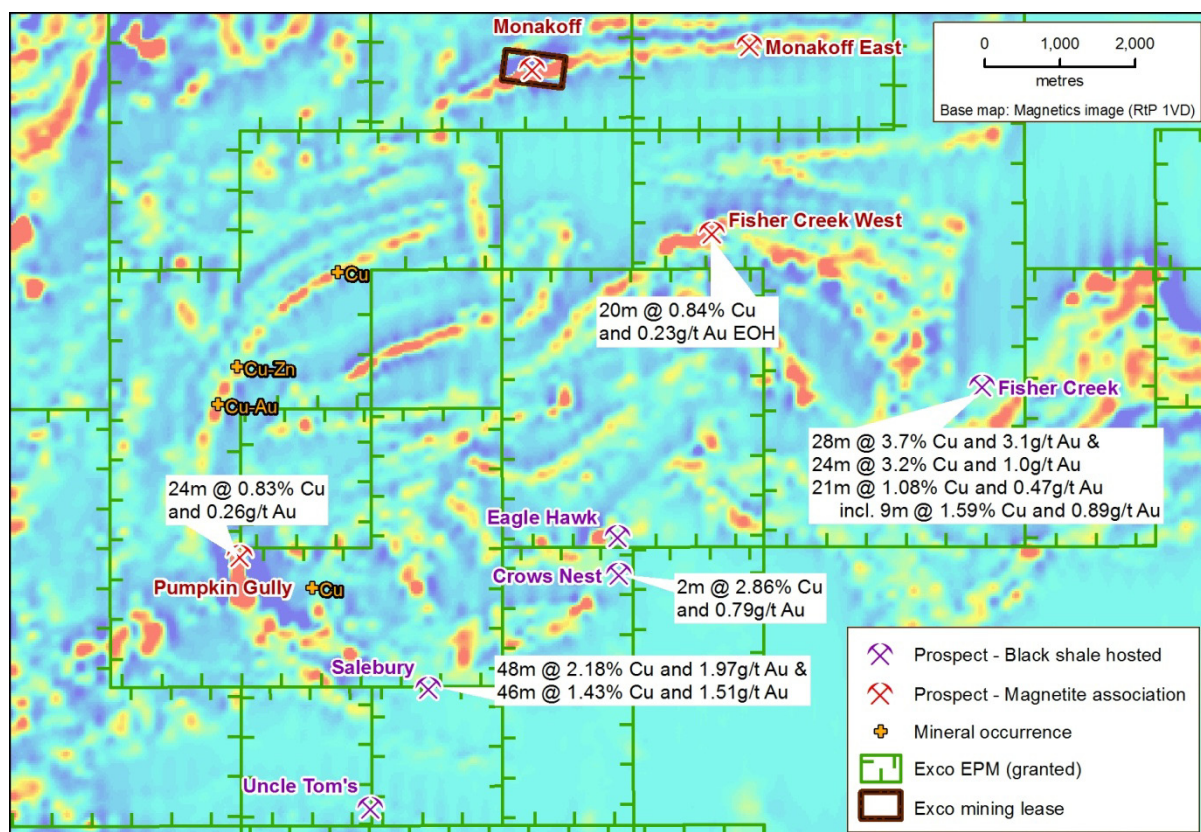 Monakoff
Monakoff East
0 1,000 2,000
metres
Base map: Magnetics image (RtP 1VD)
Fisher Creek West
Cu
20m @ 0.84% Cu
and 0.23g/t Au EOH
Cu-Zn
Cu-Au
Fisher Creek
28m @ 3.7% Cu and 3.1g/t Au &
24m @ 3.2% Cu and 1.0g/t Au
21m @ 1.08% Cu and 0.47g/t Au
incl. 9m @ 1.59% Cu and 0.89g/t Au
24m @ 0.83% Cu
and 0.26g/t Au
Eagle Hawk
Pumpkin Gully
Cu
Crows Nest
2m @ 2.86% Cu
and 0.79g/t Au
Salebury
48m @ 2.18% Cu and 1.97g/t Au &
46m @ 1.43% Cu and 1.51g/t Au
Uncle Tom's
Prospect - Black shale hosted
Prospect - Magnetite association
Mineral occurrence
Exco EPM (granted)
Exco mining lease